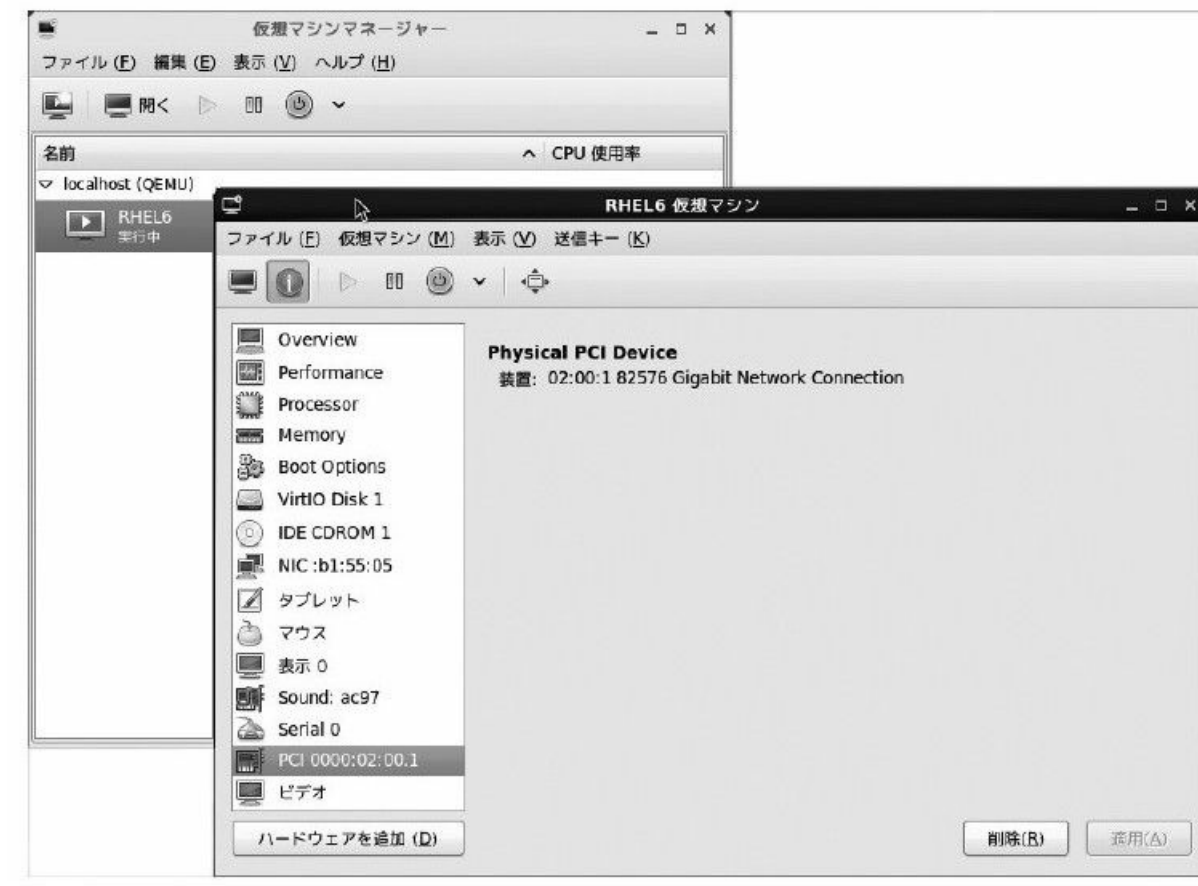 仮想マシンマネージャー
ファイル (F) 編集 (E) 表示 (V) ヘルプ (H)
開く
名前 CPU 使用率
localhost (QEMU)
RHEL6
実行中
RHEL6 仮想マシン
ファイル (F) 仮想マシン (M) 表示 (V) 送信キー (K)
Overview
Performance
Processor
Memory
Boot Options
VirtIO Disk 1
IDE CDROM 1
NIC :b1:55:05
タブレット
マウス
表示 0
Sound: ac97
Serial 0
PCI 0000:02:00.1
ビデオ
ハードウェアを追加 (D)
Physical PCI Device
装置: 02:00:1 82576 Gigabit Network Connection
削除(R) 適用(A)